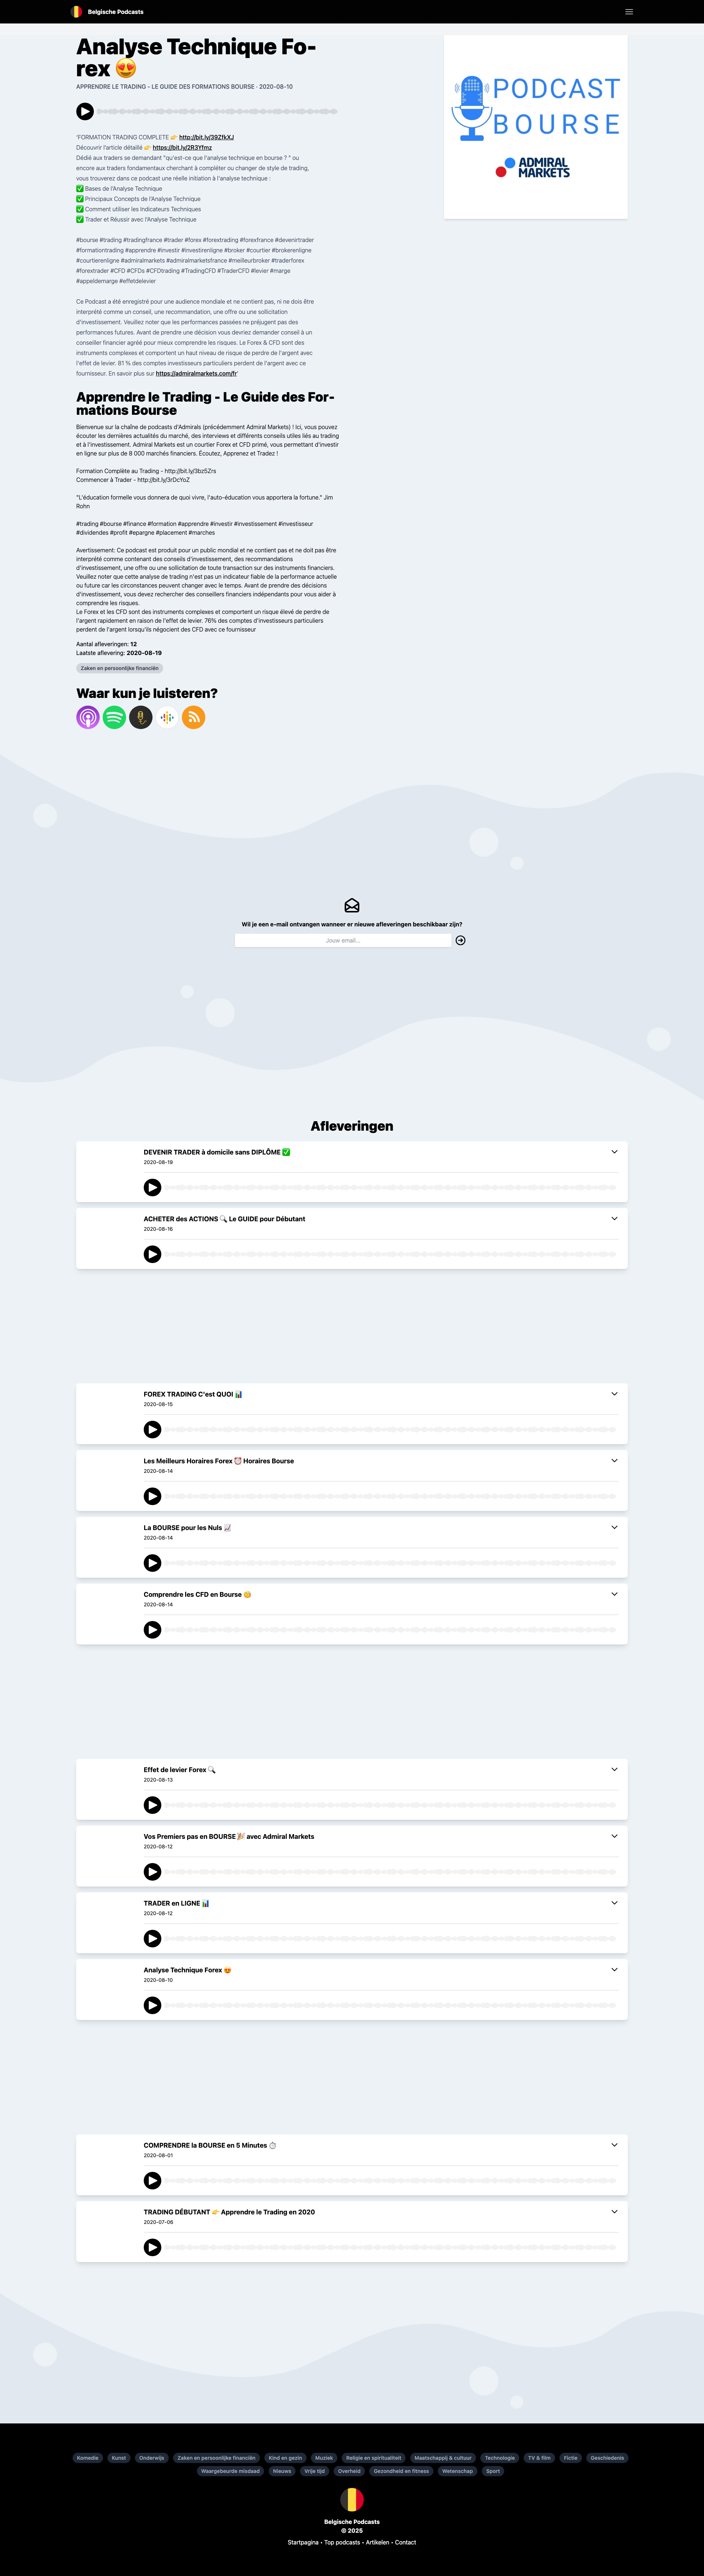 Belgische Podcasts
Analyse Technique Fo-
rex 😍
APPRENDRE LE TRADING - LE GUIDE DES FORMATIONS BOURSE · 2020-08-10
PODCAST
BOURSE
ADMIRAL
MARKETS
'FORMATION TRADING COMPLETE 👉 http://bit.ly/39ZfkXJ
Découvrir l'article détaillé 👉 https://bit.ly/2R3Yfmz
Dédié aux traders se demandant "qu'est-ce que l'analyse technique en bourse ? " ou
encore aux traders fondamentaux cherchant à compléter ou changer de style de trading,
vous trouverez dans ce podcast une réelle initiation à l'analyse technique :
✅ Bases de l'Analyse Technique
✅ Principaux Concepts de l'Analyse Technique
✅ Comment utiliser les Indicateurs Techniques
✅ Trader et Réussir avec l'Analyse Technique
#bourse #trading #tradingfrance #trader #forex #forextrading #forexfrance #devenirtrader
#formationtrading #apprendre #investir #investirenligne #broker #courtier #brokerenligne
#courtierenligne #admiralmarkets #admiralmarketsfrance #meilleurbroker #traderforex
#forextrader #CFD #CFDs #CFDtrading #TradingCFD #TraderCFD #levier #marge
#appeldemarge #effetdelevier
Ce Podcast a été enregistré pour une audience mondiale et ne contient pas, ni ne dois être
interprété comme un conseil, une recommandation, une offre ou une sollicitation
d'investissement. Veuillez noter que les performances passées ne préjugent pas des
performances futures. Avant de prendre une décision vous devriez demander conseil à un
conseiller financier agréé pour mieux comprendre les risques. Le Forex & CFD sont des
instruments complexes et comportent un haut niveau de risque de perdre de l'argent avec
l'effet de levier. 81 % des comptes investisseurs particuliers perdent de l'argent avec ce
fournisseur. En savoir plus sur https://admiralmarkets.com/fr'
Apprendre le Trading - Le Guide des For-
mations Bourse
Bienvenue sur la chaîne de podcasts d'Admirals (précédemment Admiral Markets) ! Ici, vous pouvez
écouter les dernières actualités du marché, des interviews et différents conseils utiles liés au trading
et à l'investissement. Admiral Markets est un courtier Forex et CFD primé, vous permettant d'investir
en ligne sur plus de 8 000 marchés financiers. Écoutez, Apprenez et Tradez !
Formation Complète au Trading - http://bit.ly/3bz5Zrs
Commencer à Trader - http://bit.ly/3rDcYoZ
"L'éducation formelle vous donnera de quoi vivre, l'auto-éducation vous apportera la fortune." Jim
Rohn
#trading #bourse #finance #formation #apprendre #investir #investissement #investisseur
#dividendes #profit #epargne #placement #marches
Avertissement: Ce podcast est produit pour un public mondial et ne contient pas et ne doit pas être
interprété comme contenant des conseils d'investissement, des recommandations
d'investissement, une offre ou une sollicitation de toute transaction sur des instruments financiers.
Veuillez noter que cette analyse de trading n'est pas un indicateur fiable de la performance actuelle
ou future car les circonstances peuvent changer avec le temps. Avant de prendre des décisions
d'investissement, vous devez rechercher des conseillers financiers indépendants pour vous aider à
comprendre les risques.
Le Forex et les CFD sont des instruments complexes et comportent un risque élevé de perdre de
l'argent rapidement en raison de l'effet de levier. 76% des comptes d'investisseurs particuliers
perdent de l'argent lorsqu'ils négocient des CFD avec ce fournisseur
Aantal afleveringen: 12
Laatste aflevering: 2020-08-19
Zaken en persoonlijke financiën
Waar kun je luisteren?
Wil je een e-mail ontvangen wanneer er nieuwe afleveringen beschikbaar zijn?
Jouw email...
Afleveringen
DEVENIR TRADER à domicile sans DIPLÔME ✅
2020-08-19
ACHETER des ACTIONS 🔍 Le GUIDE pour Débutant
2020-08-16
FOREX TRADING C'est QUOI 📊
2020-08-15
Les Meilleurs Horaires Forex ⏰ Horaires Bourse
2020-08-14
La BOURSE pour les Nuls 📈
2020-08-14
Comprendre les CFD en Bourse 🧐
2020-08-14
Effet de levier Forex 🔍
2020-08-13
Vos Premiers pas en BOURSE🎉 avec Admiral Markets
2020-08-12
TRADER en LIGNE 📊
2020-08-12
Analyse Technique Forex 😍
2020-08-10
COMPRENDRE la BOURSE en 5 Minutes ⏱
2020-08-01
TRADING DÉBUTANT 👉 Apprendre le Trading en 2020
2020-07-06
Komedie Kunst Onderwijs Zaken en persoonlijke financiën Kind en gezin Muziek Religie en spiritualiteit Maatschappij & cultuur Technologie TV & film Fictie Geschiedenis
Waargebeurde misdaad Nieuws Vrije tijd Overheid Gezondheid en fitness Wetenschap Sport
Belgische Podcasts
© 2025
Startpagina • Top podcasts • Artikelen • Contact